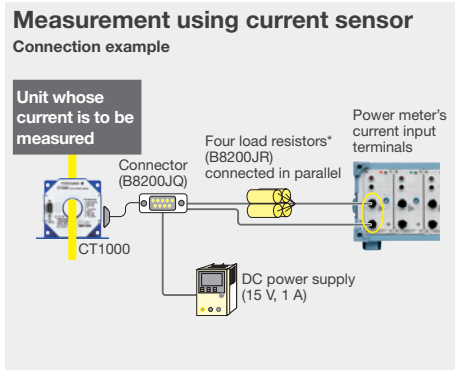 Measurement using current sensor
Connection example
Unit whose
current is to be
measured
Connector
(B8200JQ)
Four load resistors*
(B8200JR)
connected in parallel
Power meter's
current input
terminals
CT1000
DC power supply
(15 V, 1 A)